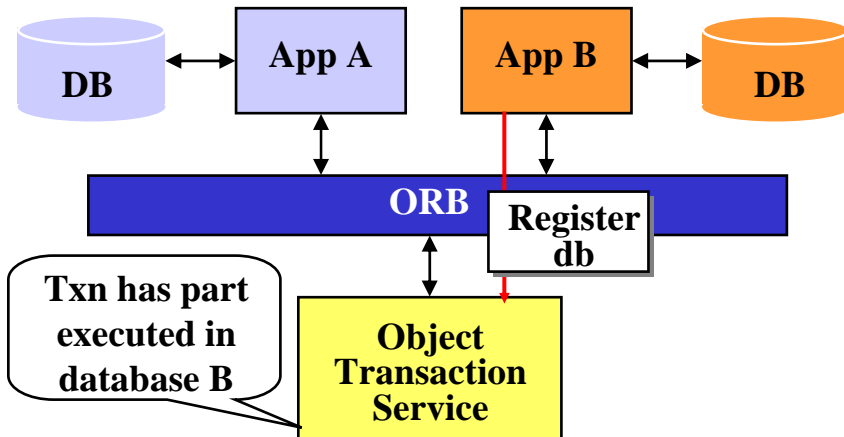 DB
App A
App B
DB
ORB
Register
db
Txn has part
executed in
database B
Object
Transaction
Service